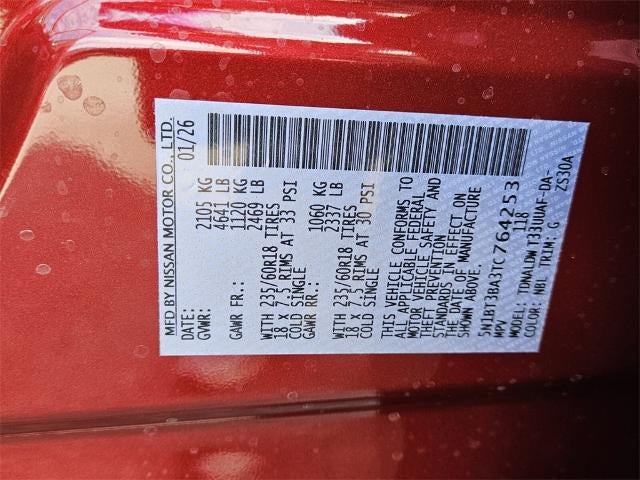 MFD BY NISSAN MOTOR CO., LTD.
DATE: 01/26
GVWR: 2105 KG
4641 LB
GAWR FR.: 1120 KG
2469 LB
WITH 235/60R18 TIRES
18 X 7.5 RIMS AT 33 PSI
COLD SINGLE
GAWR RR.: 1060 KG
2337 LB
WITH 235/60R18 TIRES
18 X 7.5 RIMS AT 30 PSI
COLD SINGLE
THIS VEHICLE CONFORMS TO
ALL APPLICABLE FEDERAL
MOTOR VEHICLE SAFETY AND
THEFT PREVENTION
STANDARDS IN EFFECT ON
THE DATE OF MANUFACTURE
SHOWN ABOVE.
5N1BT3BA3TC764253
MPV 118
MODEL: TDNALDW T33UUAF-DA-
COLOR: NBL TRIM: G ZS30A